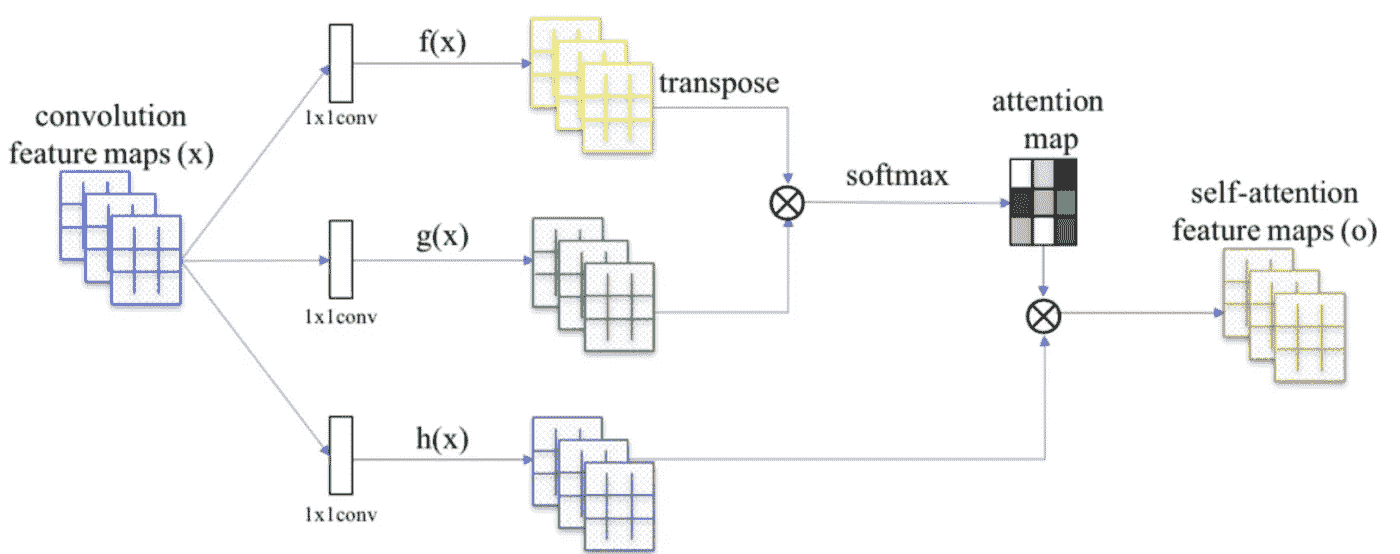 convolution
feature maps (x)
f(x)
1x1conv
transpose
g(x)
1x1conv
h(x)
1x1conv
softmax
attention
map
self-attention
feature maps (o)